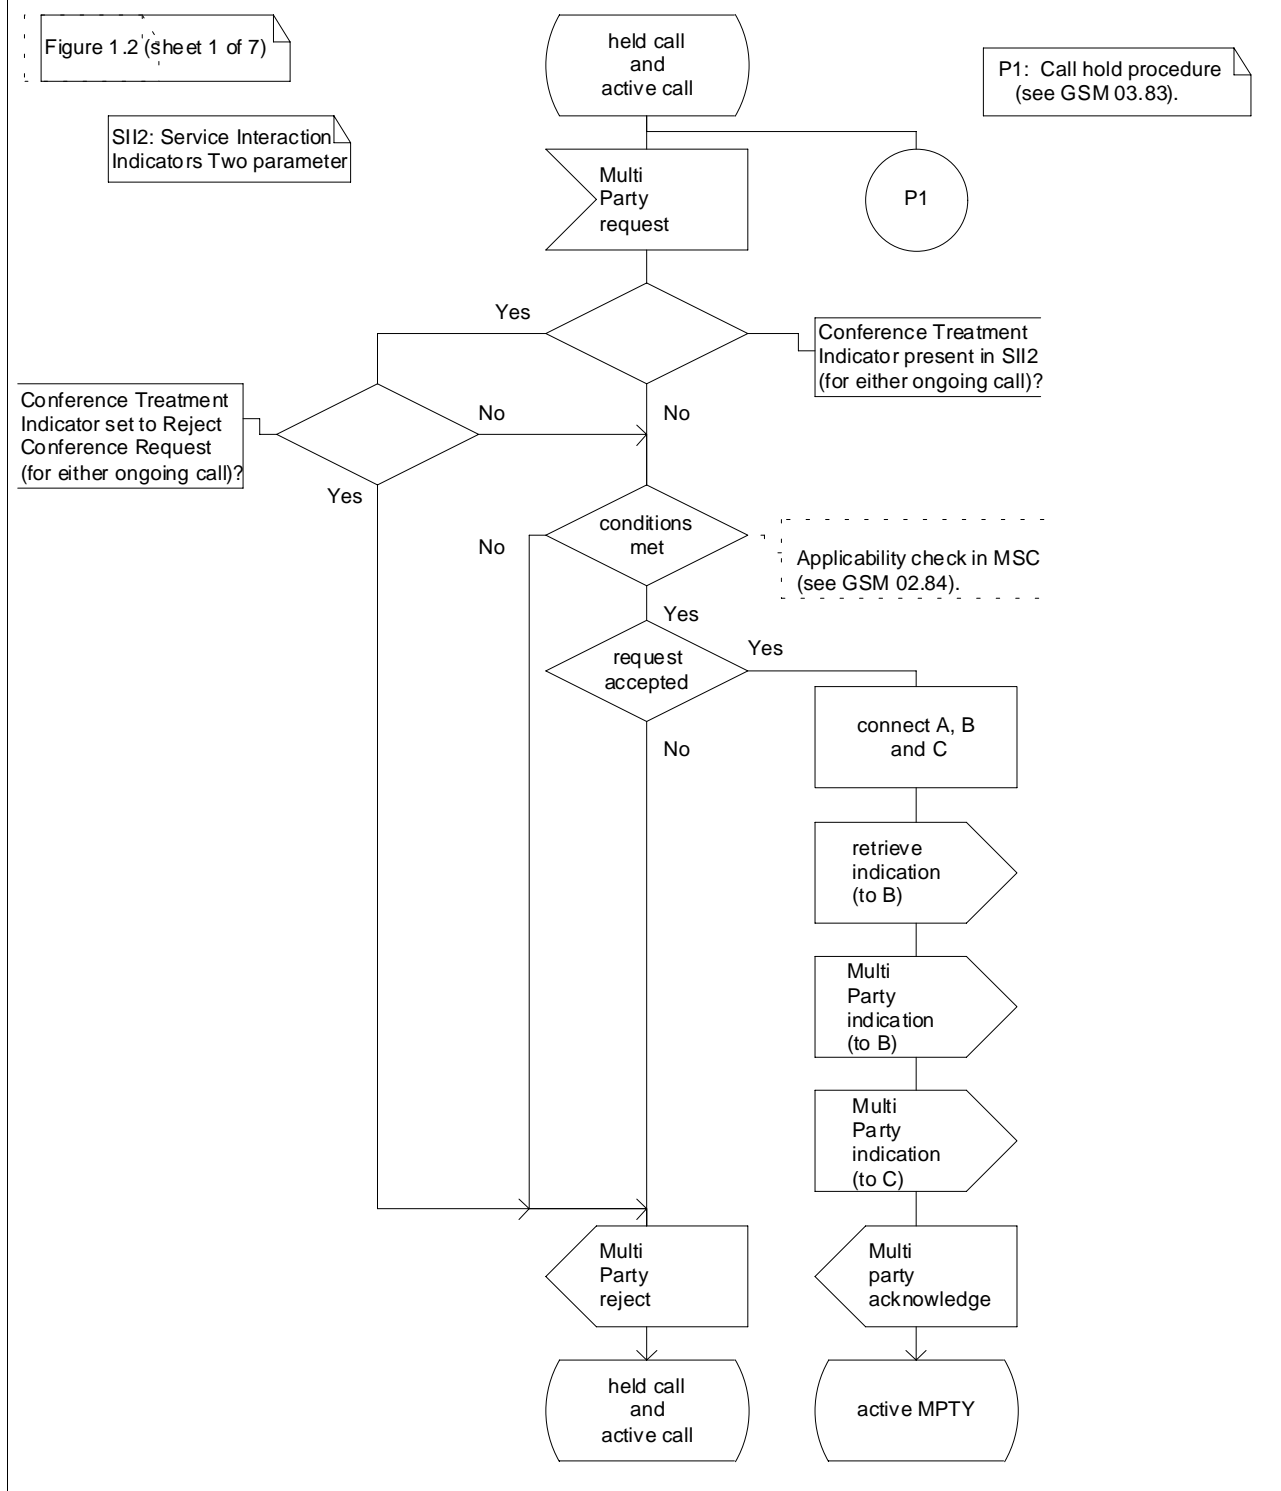 Figure 1.2 (sheet 1 of 7)
held call
and
active call
P1: Call hold procedure
(see GSM 03.83).
SII2: Service Interaction
Indicators Two parameter
Multi
Party
request
P1
Yes
Conference Treatment
Indicator present in SII2
(for either ongoing call)?
Conference Treatment
Indicator set to Reject
Conference Request
(for either ongoing call)?
No
No
Yes
conditions
met
No
Applicability check in MSC
(see GSM 02.84).
Yes
request
accepted
Yes
No
connect A, B
and C
retrieve
indication
(to B)
Multi
Party
indication
(to B)
Multi
Party
indication
(to C)
Multi
Party
reject
Multi
party
acknowledge
held call
and
active call
active MPTY